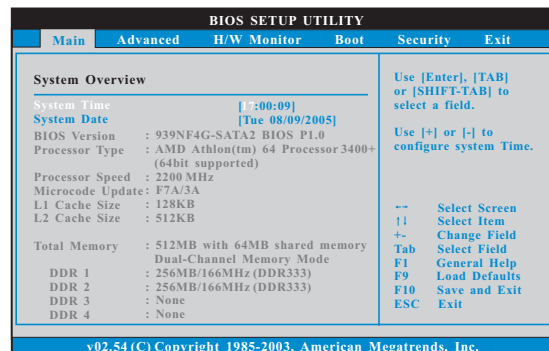 BIOS SETUP UTILITY
Main Advanced H/W Monitor Boot Security Exit
System Overview
System Time [17:00:09]
System Date [Tue 08/09/2005]
BIOS Version : 939NF4G-SATA2 BIOS P1.0
Processor Type : AMD Athlon(tm) 64 Processor 3400+
(64bit supported)
Processor Speed : 2200 MHz
Microcode Update : F7A/3A
L1 Cache Size : 128KB
L2 Cache Size : 512KB
Total Memory : 512MB with 64MB shared memory
Dual-Channel Memory Mode
DDR 1 : 256MB/166MHz (DDR333)
DDR 2 : 256MB/166MHz (DDR333)
DDR 3 : None
DDR 4 : None
Use [Enter], [TAB]
or [SHIFT-TAB] to
select a field.
Use [+] or [-] to
configure system Time.
←→ Select Screen
↑↓ Select Item
+- Change Field
Tab Select Field
F1 General Help
F9 Load Defaults
F10 Save and Exit
ESC Exit
v02.54 (C) Copyright 1985-2003, American Megatrends, Inc.